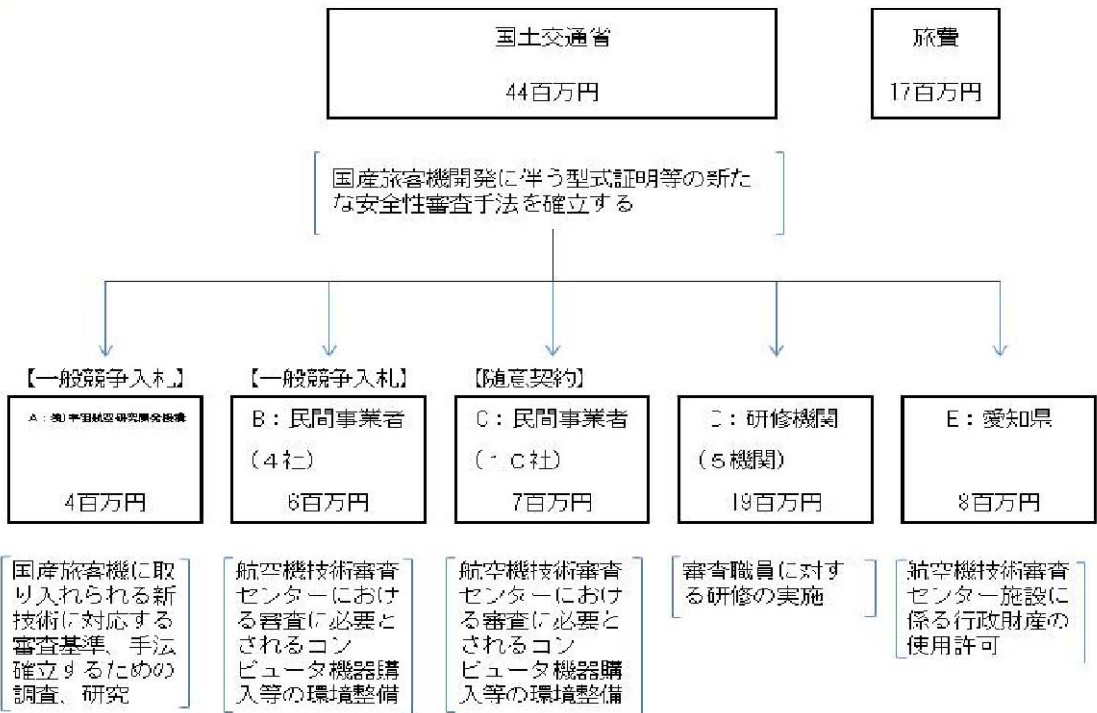 国土交通省
44百万円
旅費
17百万円
国産旅客機開発に伴う型式証明等の新た
な安全性審査手法を確立する
【一般競争入札】
A：
4百万円
国産旅客機に取
り入れられる新
技術に対応する
審査基準、手法
確立するための
調査、研究
【一般競争入札】
B：民間事業者
（4社）
6百万円
航空機技術審査
センターにおけ
る審査に必要と
されるコン
ピュータ機器購
入等の環境整備
【随意契約】
C：民間事業者
（10社）
7百万円
航空機技術審査
センターにおけ
る審査に必要と
されるコン
ピュータ機器購
入等の環境整備
D：研修機関
（5機関）
19百万円
審査職員に対す
る研修の実施
E：愛知県
8百万円
航空機技術審査
センター施設に
係る行政財産の
使用許可